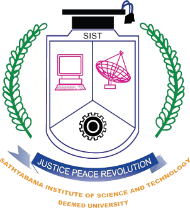 SIST
JUSTICE PEACE REVOLUTION
SATHYABAMA INSTITUTE OF SCIENCE AND TECHNOLOGY
DEEMED UNIVERSITY